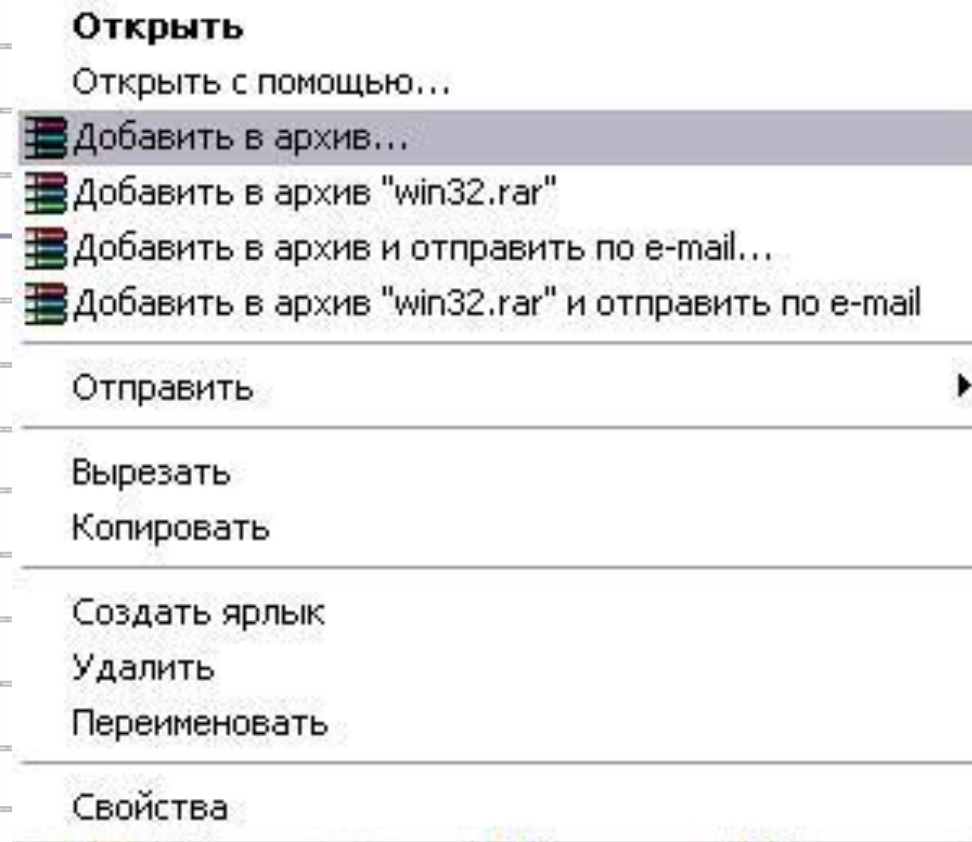 Открыть
Открыть с помощью...
Добавить в архив...
Добавить в архив "win32.rar"
Добавить в архив и отправить по e-mail...
Добавить в архив "win32.rar" и отправить по e-mail
Отправить
Вырезать
Копировать
Создать ярлык
Удалить
Переименовать
Свойства